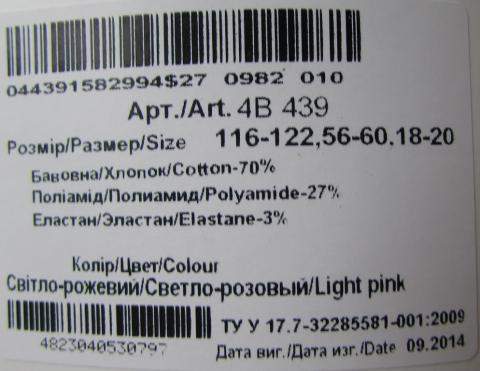 044391582994$27 0982 010
Арт./Art. 4В 439
Розмір/Размер/Size 116-122,56-60,18-20
Бавовна/Хлопок/Cotton-70%
Поліамід/Полиамид/Polyamide-27%
Еластан/Эластан/Elastane-3%
Колір/Цвет/Colour
Світло-рожевий/Светло-розовый/Light pink
ТУ У 17.7-32285581-001:2009
4823040530797
Дата виг./Дата изг./Date 09.2014